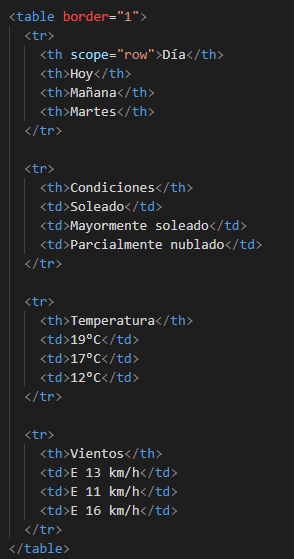 <table border="1">
<tr>
<th scope="row">Día</th>
<th>Hoy</th>
<th>Mañana</th>
<th>Martes</th>
</tr>
<tr>
<th>Condiciones</th>
<td>Soleado</td>
<td>Mayormente soleado</td>
<td>Parcialmente nublado</td>
</tr>
<tr>
<th>Temperatura</th>
<td>19°C</td>
<td>17°C</td>
<td>12°C</td>
</tr>
<tr>
<th>Vientos</th>
<td>E 13 km/h</td>
<td>E 11 km/h</td>
<td>E 16 km/h</td>
</tr>
</table>